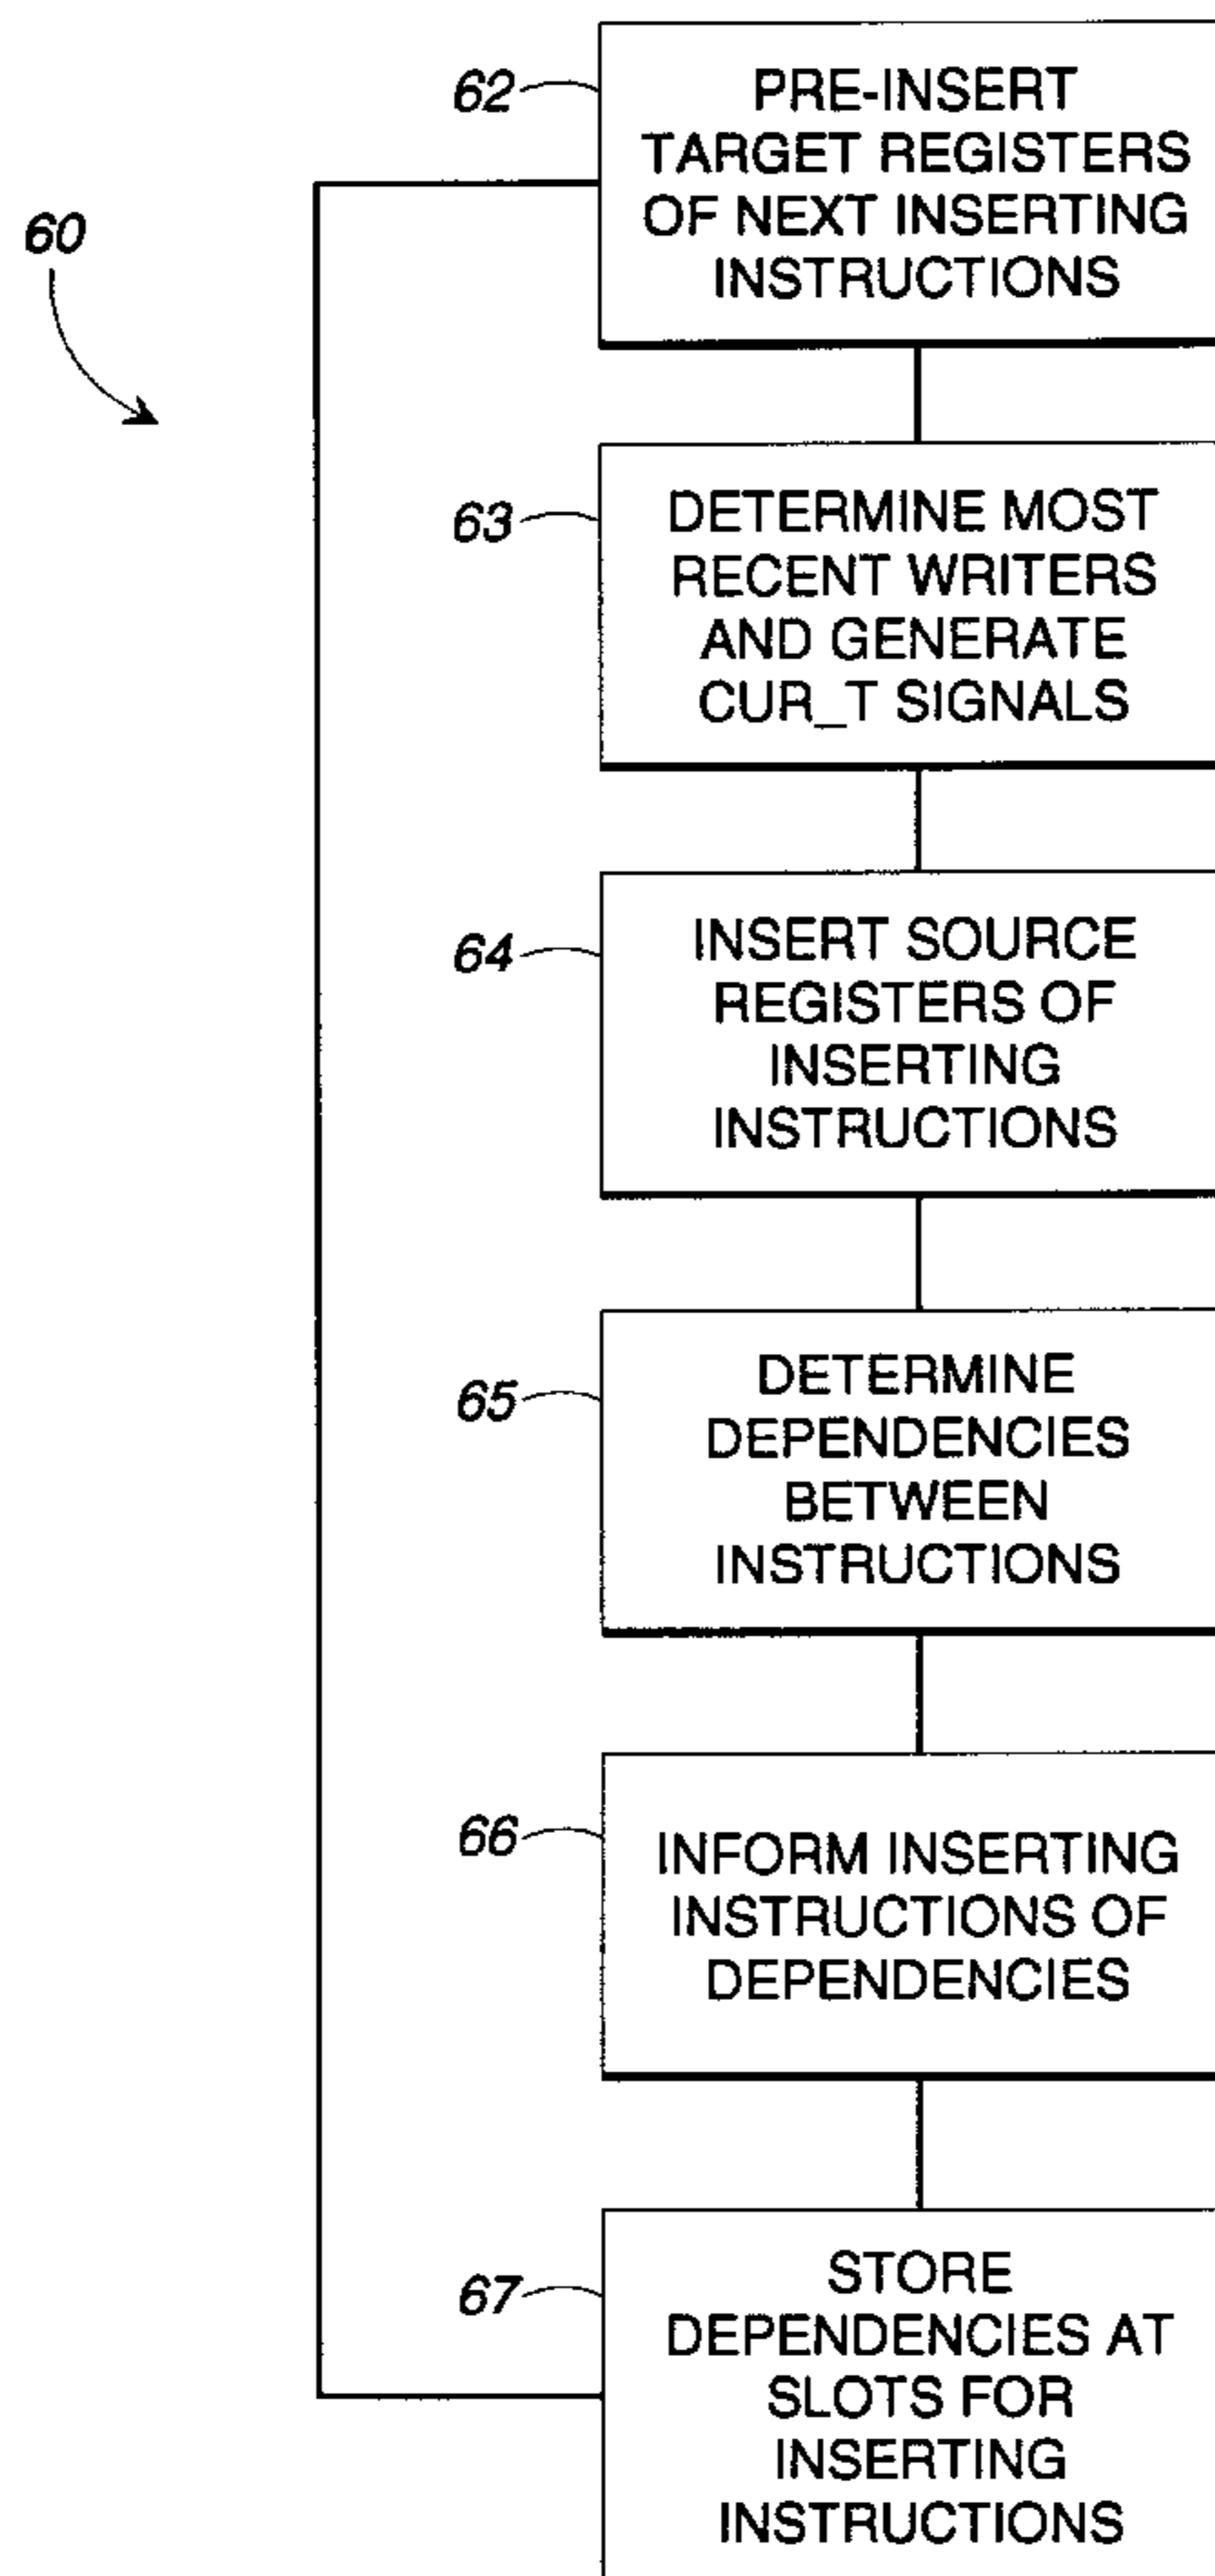 62
PRE-INSERT
TARGET REGISTERS
OF NEXT INSERTING
INSTRUCTIONS
60
63
DETERMINE MOST
RECENT WRITERS
AND GENERATE
CUR_T SIGNALS
64
INSERT SOURCE
REGISTERS OF
INSERTING
INSTRUCTIONS
65
DETERMINE
DEPENDENCIES
BETWEEN
INSTRUCTIONS
66
INFORM INSERTING
INSTRUCTIONS OF
DEPENDENCIES
67
STORE
DEPENDENCIES AT
SLOTS FOR
INSERTING
INSTRUCTIONS